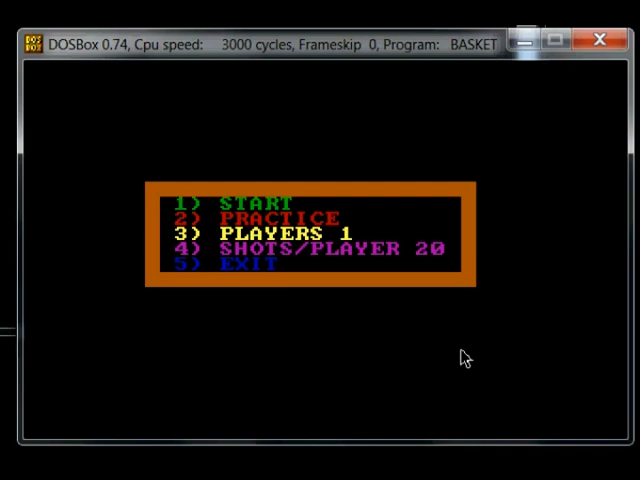 DOSBox 0.74, Cpu speed: 3000 cycles, Frameskip 0, Program: BASKET
1) START
2) PRACTICE
3) PLAYERS 1
4) SHOTS/PLAYER 20
5) EXIT